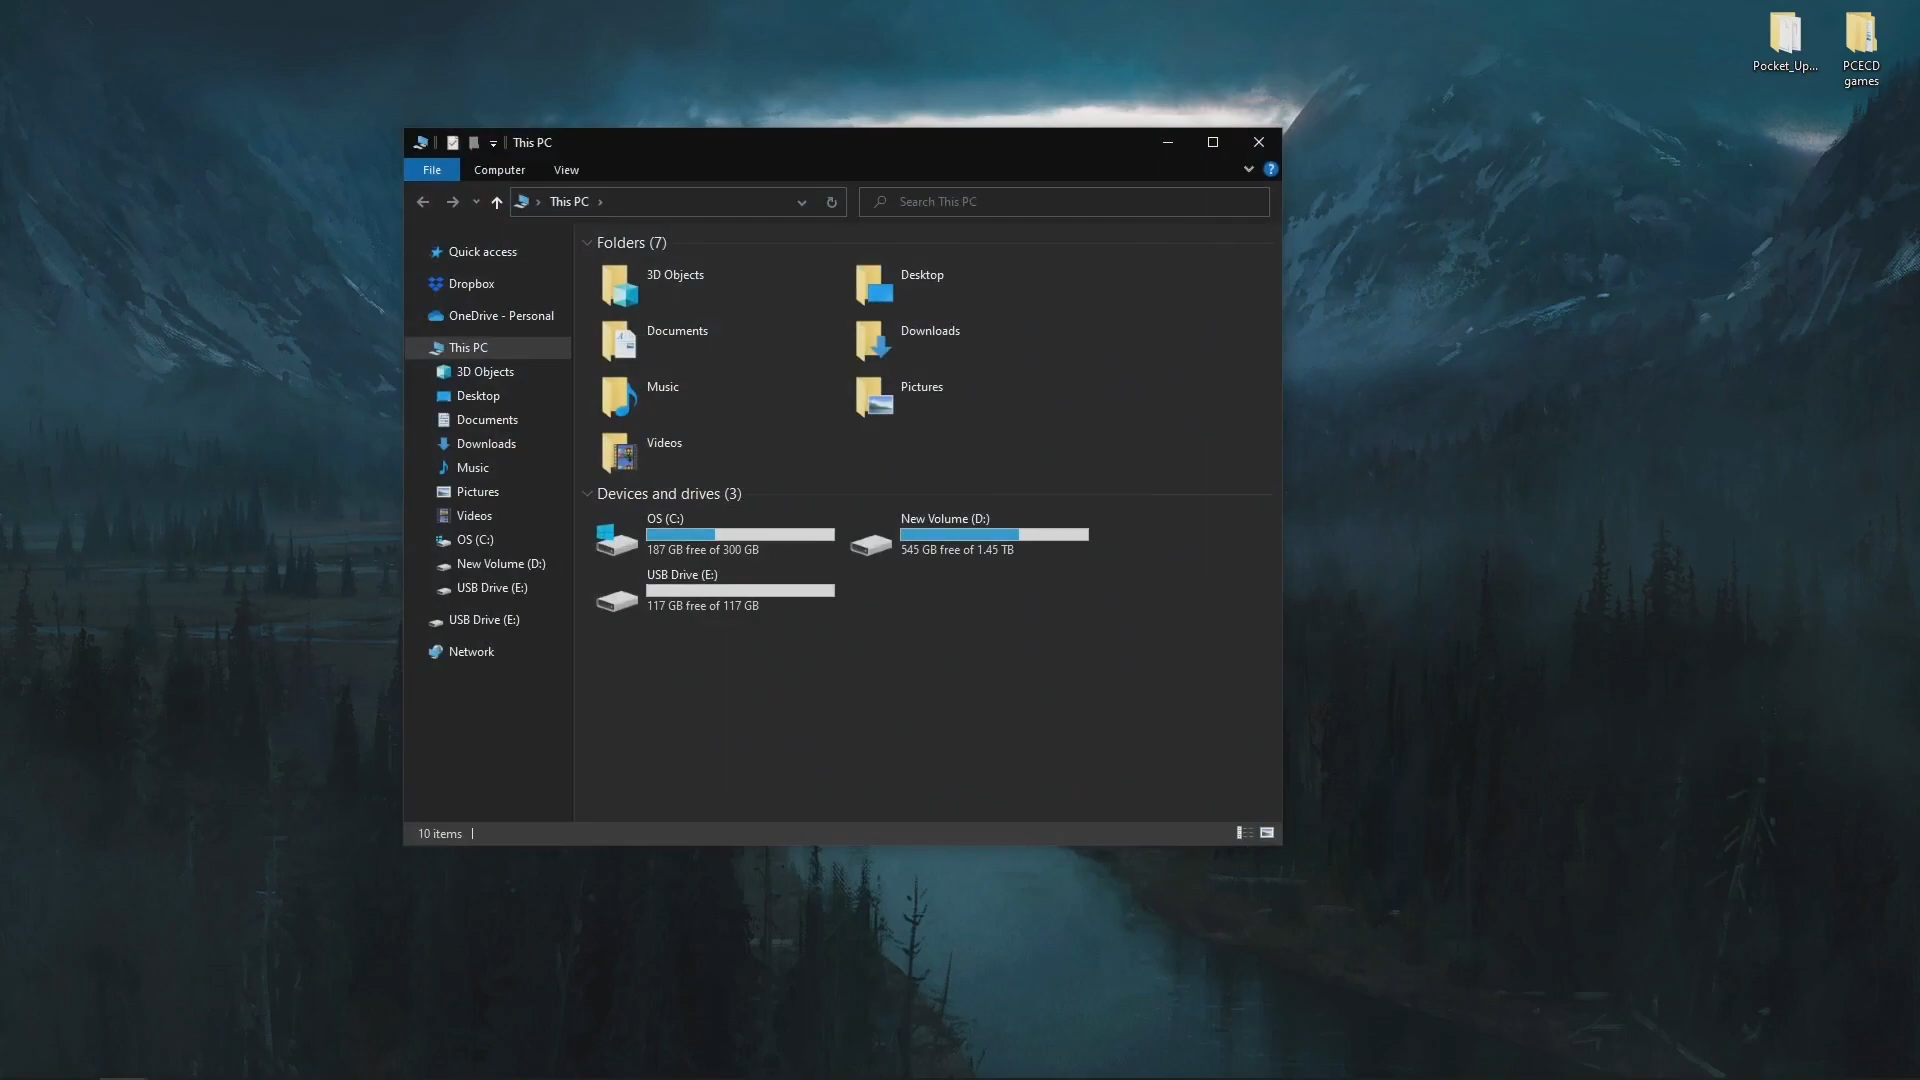 Pocket_Up...
PCECD
games
This PC
File
Computer
View
?
This PC
Search This PC
Quick access
Dropbox
OneDrive - Personal
This PC
3D Objects
Desktop
Documents
Downloads
Music
Pictures
Videos
OS (C:)
New Volume (D:)
USB Drive (E:)
USB Drive (E:)
Network
Folders (7)
3D Objects
Desktop
Documents
Downloads
Music
Pictures
Videos
Devices and drives (3)
OS (C:)
187 GB free of 300 GB
New Volume (D:)
545 GB free of 1.45 TB
USB Drive (E:)
117 GB free of 117 GB
10 items